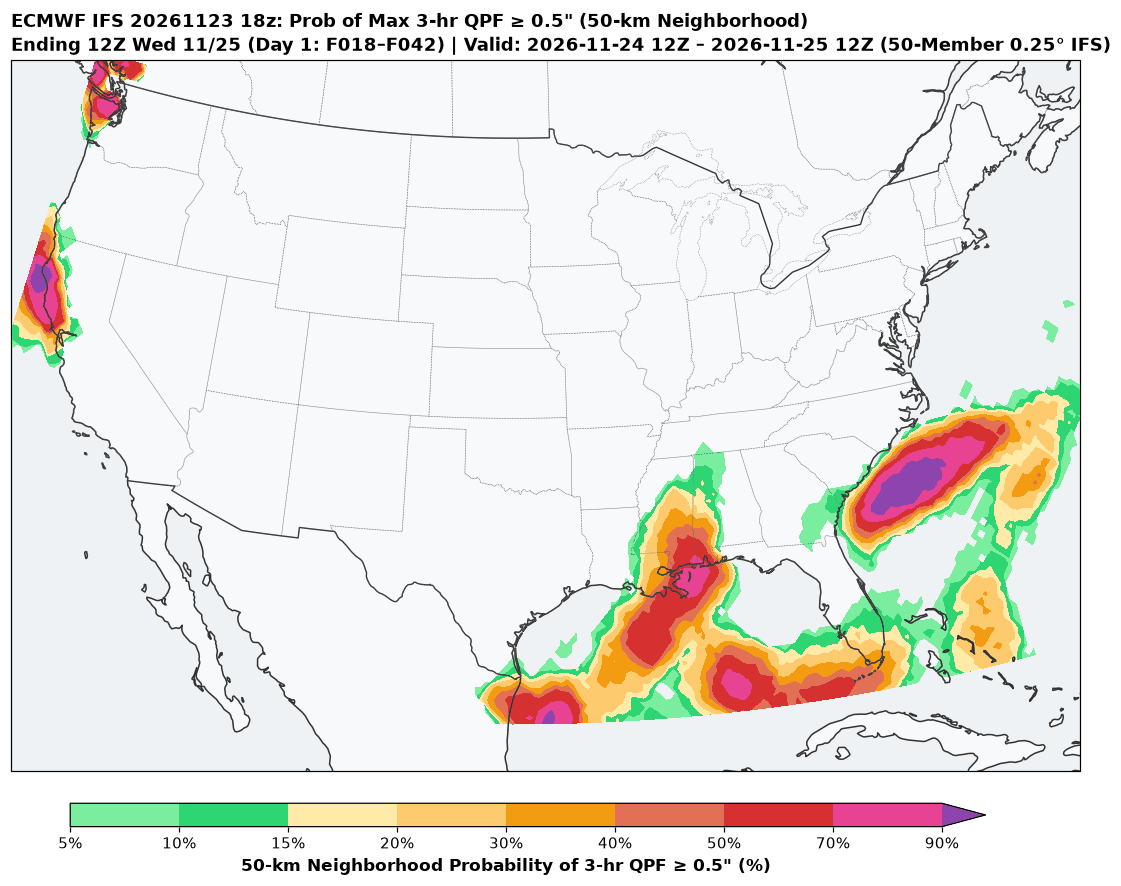 ECMWF IFS 20261123 18z: Prob of Max 3-hr QPF ≥ 0.5" (50-km Neighborhood)
Ending 12Z Wed 11/25 (Day 1: F018–F042) | Valid: 2026-11-24 12Z – 2026-11-25 12Z (50-Member 0.25° IFS)
5% 10% 15% 20% 30% 40% 50% 70% 90%
50-km Neighborhood Probability of 3-hr QPF ≥ 0.5" (%)